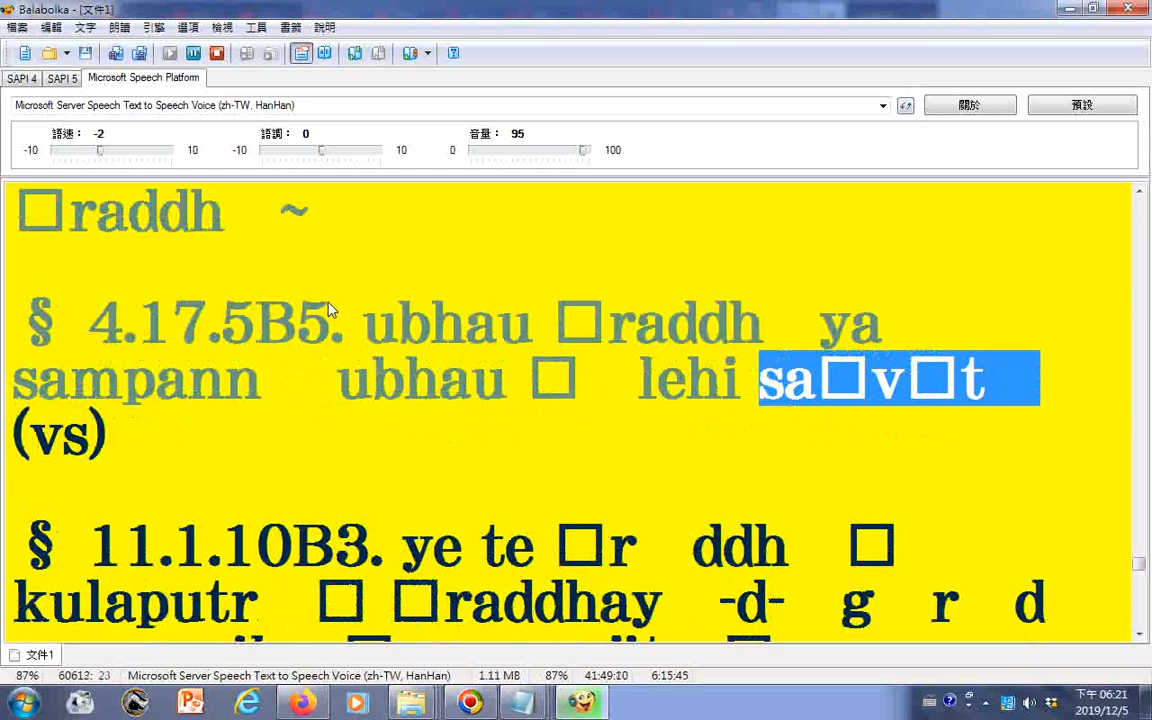 Balabolka - [文件1]
檔案 編輯 文字 朗讀 引擎 選項 檢視 工具 書籤 說明
SAPI 4 SAPI 5 Microsoft Speech Platform
Microsoft Server Speech Text to Speech Voice (zh-TW, HanHan) 關於 預設
語速： -2 語調： 0 音量： 95
-10 10 -10 10 0 100
□raddh ~
§ 4.17.5B5. ubhau □raddh ya
sampann ubhau □ lehi sa□v□t
(vs)
§ 11.1.10B3. ye te □r ddh □
kulaputr □ □raddhay -d- g r d
文件1
87% 60612: 23 Microsoft Server Speech Text to Speech Voice (zh-TW, HanHan) 1.11 MB 87% 41:49:10 6:15:45
下午 06:21
2019/12/5